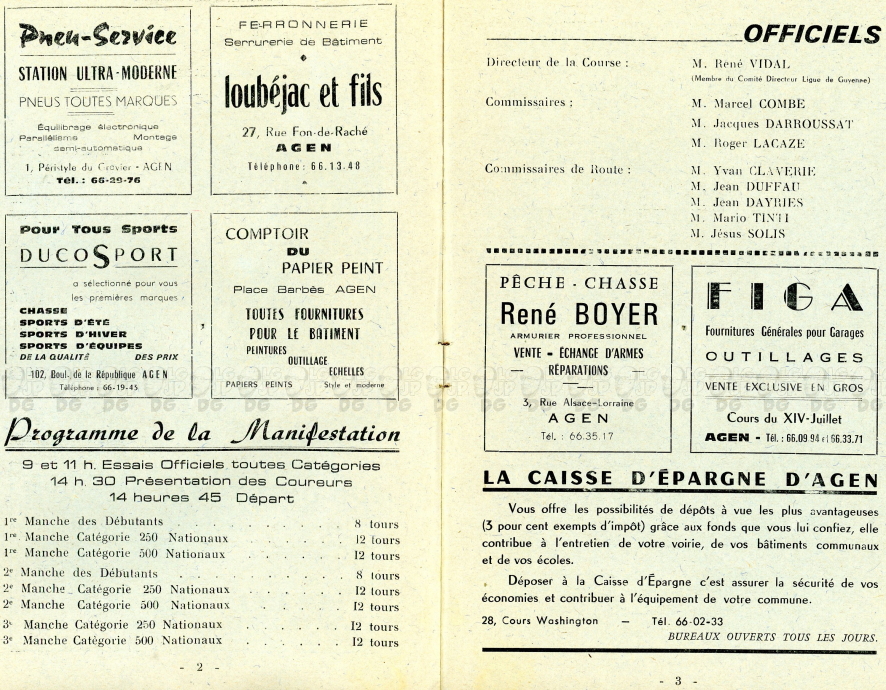 Pneu-Service
STATION ULTRA-MODERNE
PNEUS TOUTES MARQUES
Équilibrage électronique
Parallélisme Montage
semi-automatique
1, Péristyle du Gravier - AGEN
Tél. : 66-29-76
FERRONNERIE
Serrurerie de Bâtiment
loubéjac et fils
27, Rue Fon-de-Raché
AGEN
Téléphone : 66.13.48
Pour Tous Sports
DUCOSPORT
a sélectionné pour vous
les premières marques :
CHASSE
SPORTS D'ÉTÉ
SPORTS D'HIVER
SPORTS D'ÉQUIPES
DE LA QUALITÉ DES PRIX
102, Boul. de la République AGEN
Téléphone : 66-19-45
COMPTOIR
DU
PAPIER PEINT
Place Barbès AGEN
TOUTES FOURNITURES
POUR LE BATIMENT
PEINTURES
OUTILLAGE
ECHELLES
PAPIERS PEINTS Style et moderne
Programme de la Manifestation
9 et 11 h. Essais Officiels toutes Catégories
14 h. 30 Présentation des Coureurs
14 heures 45 Départ
1re Manche des Débutants . . . . . . . . 8 tours
1re Manche Catégorie 250 Nationaux . . . . . 12 tours
1re Manche Catégorie 500 Nationaux . . . . . 12 tours
2e Manche des Débutants . . . . . . . . 8 tours
2e Manche Catégorie 250 Nationaux . . . . . 12 tours
2e Manche Catégorie 500 Nationaux . . . . . 12 tours
3e Manche Catégorie 250 Nationaux . . . . . 12 tours
3e Manche Catégorie 500 Nationaux . . . . . 12 tours
- 2 -
OFFICIELS
Directeur de la Course : M. René VIDAL
(Membre du Comité Directeur Ligue de Guyenne)
Commissaires : M. Marcel COMBE
M. Jacques DARROUSSAT
M. Roger LACAZE
Commissaires de Route : M. Yvan CLAVERIE
M. Jean DUFFAU
M. Jean DAYRIES
M. Mario
M. Jésus SOLIS
PÊCHE - CHASSE
René BOYER
ARMURIER PROFESSIONNEL
VENTE - ÉCHANGE D'ARMES
RÉPARATIONS
3, Rue Alsace-Lorraine
AGEN
Tél. : 66.35.17
FIGA
Fournitures Générales pour Garages
OUTILLAGES
VENTE EXCLUSIVE EN GROS
Cours du XIV-Juillet
AGEN - Tél. : 66.09 94 et 66.33.71
LA CAISSE D'ÉPARGNE D'AGEN
Vous offre les possibilités de dépôts à vue les plus avantageuses
(3 pour cent exempts d'impôt) grâce aux fonds que vous lui confiez, elle
contribue à l'entretien de votre voirie, de vos bâtiments communaux
et de vos écoles.
Déposer à la Caisse d'Épargne c'est assurer la sécurité de vos
économies et contribuer à l'équipement de votre commune.
28, Cours Washington — Tél. 66-02-33
BUREAUX OUVERTS TOUS LES JOURS.
- 3 -